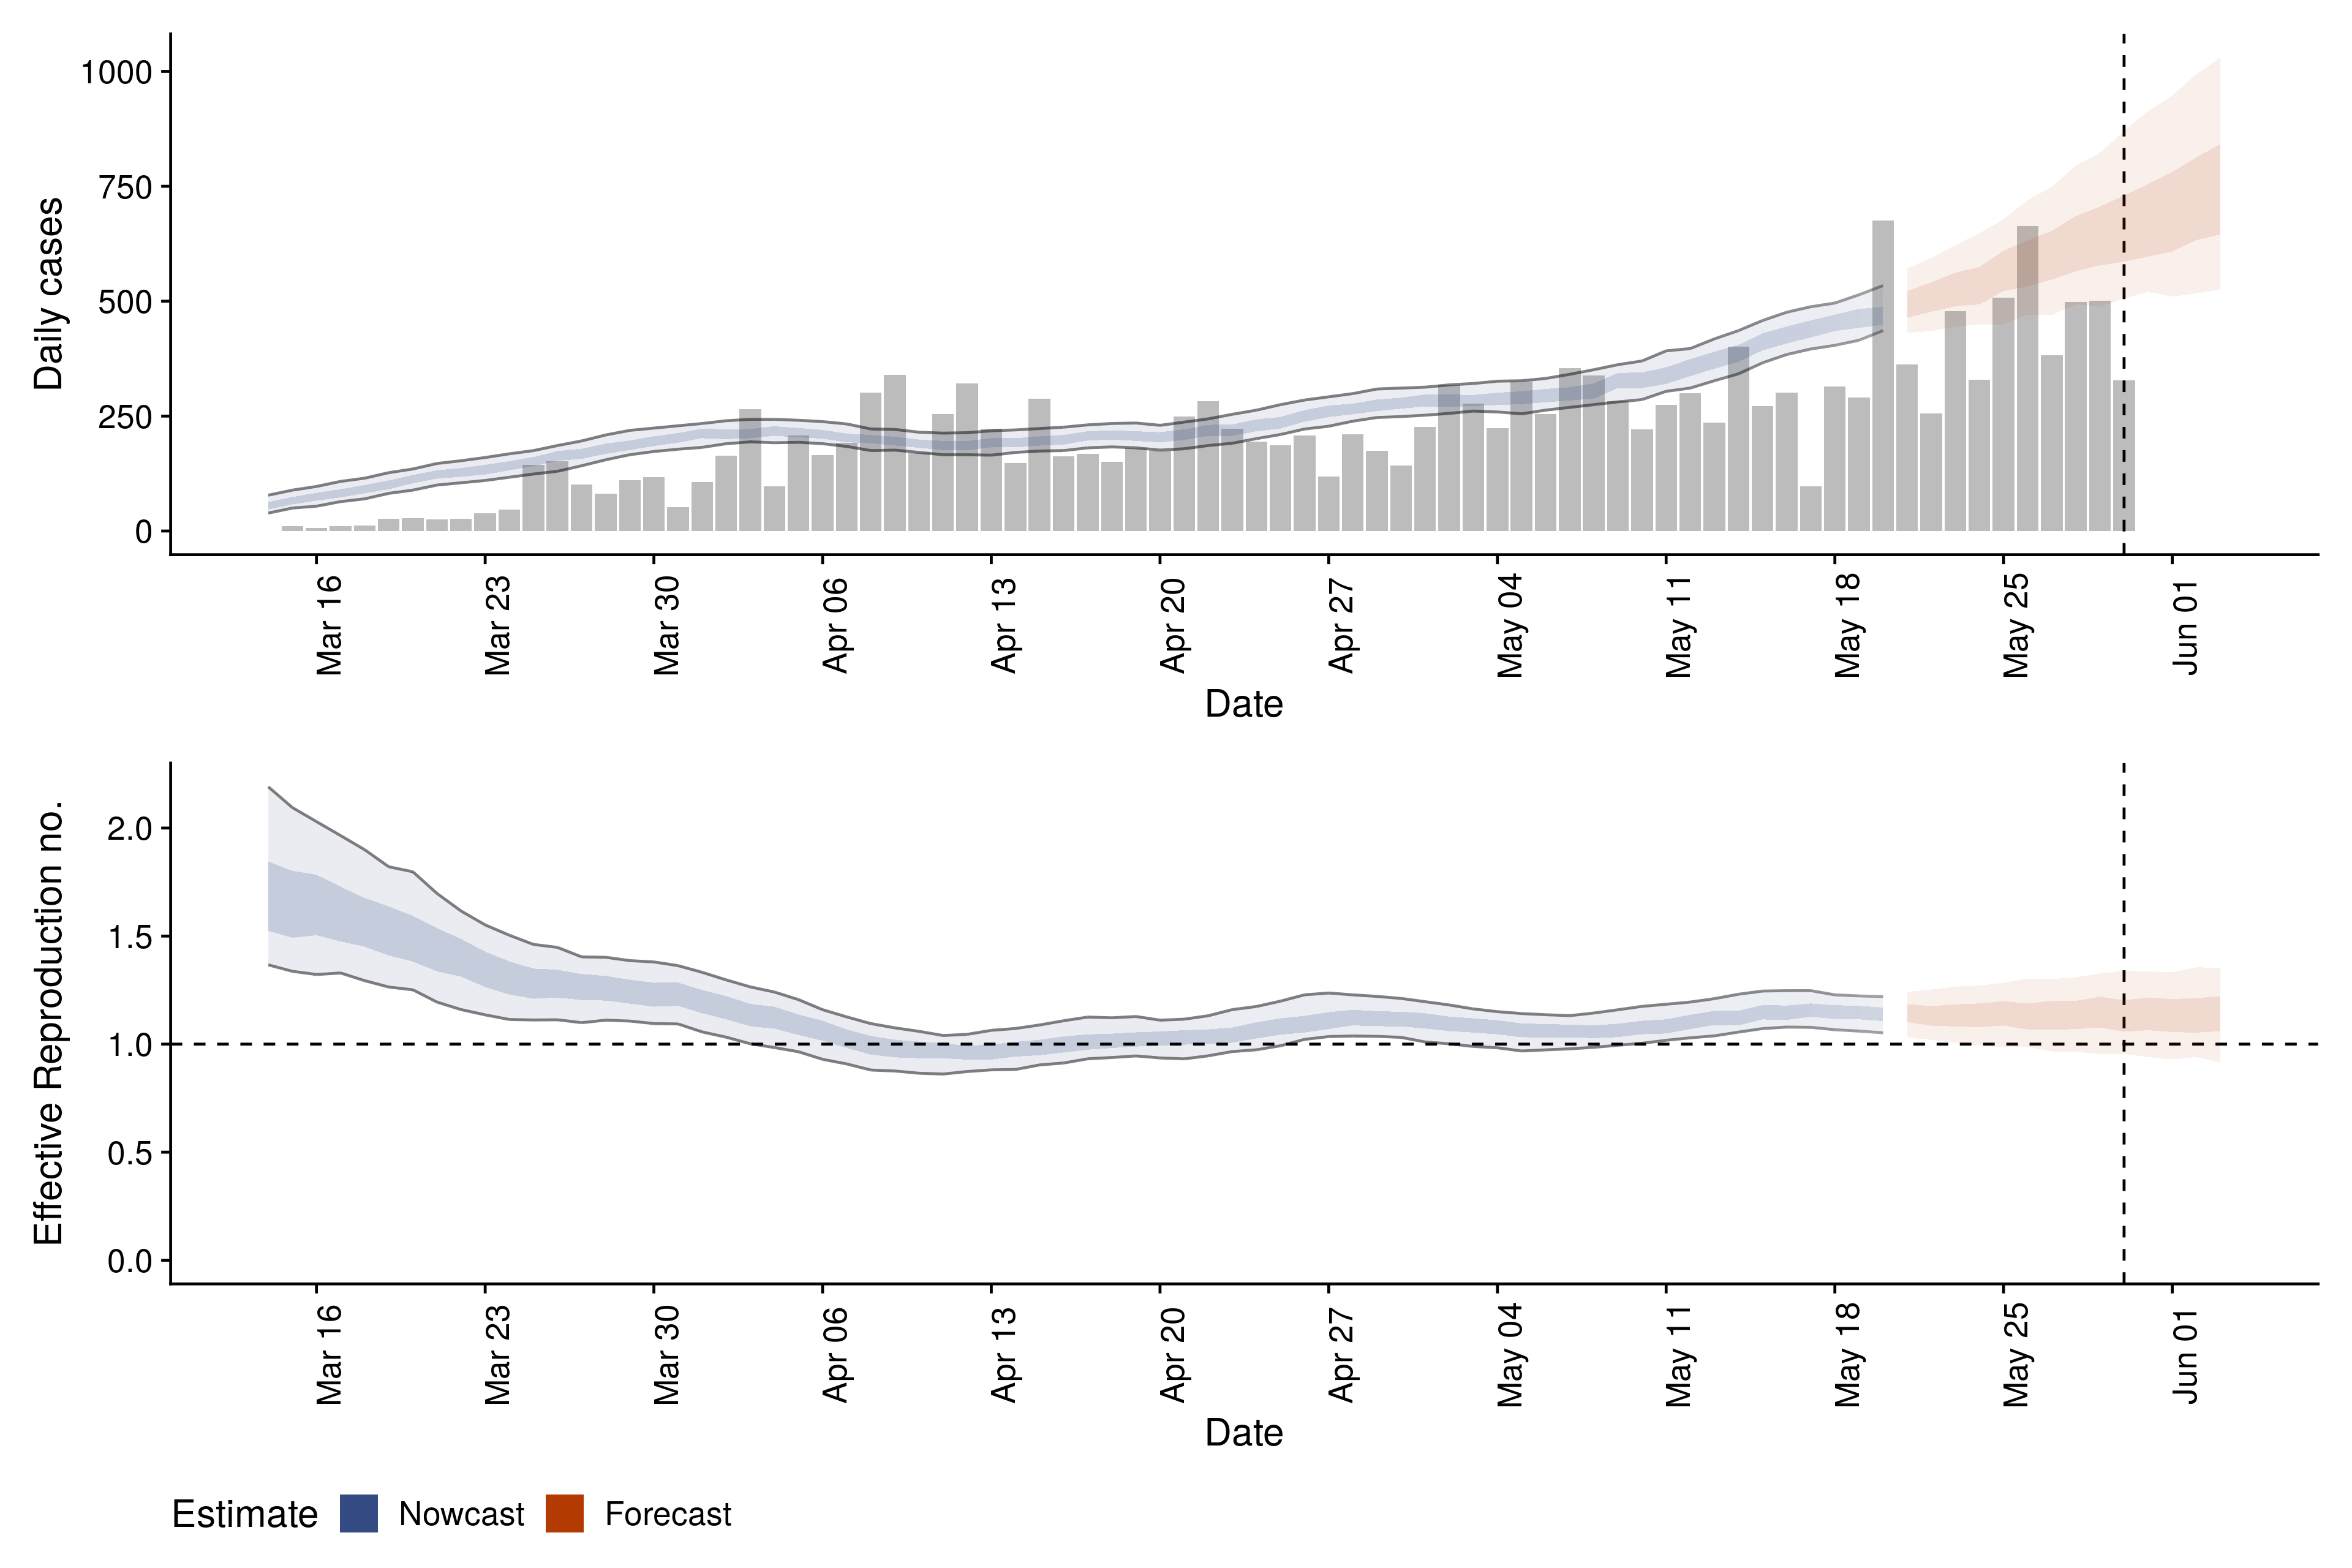 1000
750
500
250
0
Daily cases
Mar 16 Mar 23 Mar 30 Apr 06 Apr 13 Apr 20 Apr 27 May 04 May 11 May 18 May 25 Jun 01
Date
2.0
1.5
1.0
0.5
0.0
Effective Reproduction no.
Mar 16 Mar 23 Mar 30 Apr 06 Apr 13 Apr 20 Apr 27 May 04 May 11 May 18 May 25 Jun 01
Date
Estimate Nowcast Forecast